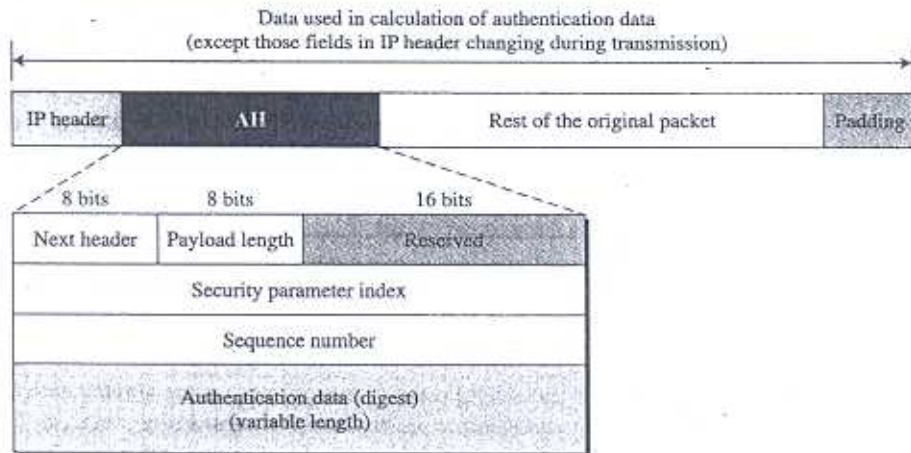 Data used in calculation of authentication data
(except those fields in IP header changing during transmission)
IP header
AH
Rest of the original packet
Padding
8 bits
8 bits
16 bits
Next header
Payload length
Reserved
Security parameter index
Sequence number
Authentication data (digest)
(variable length)